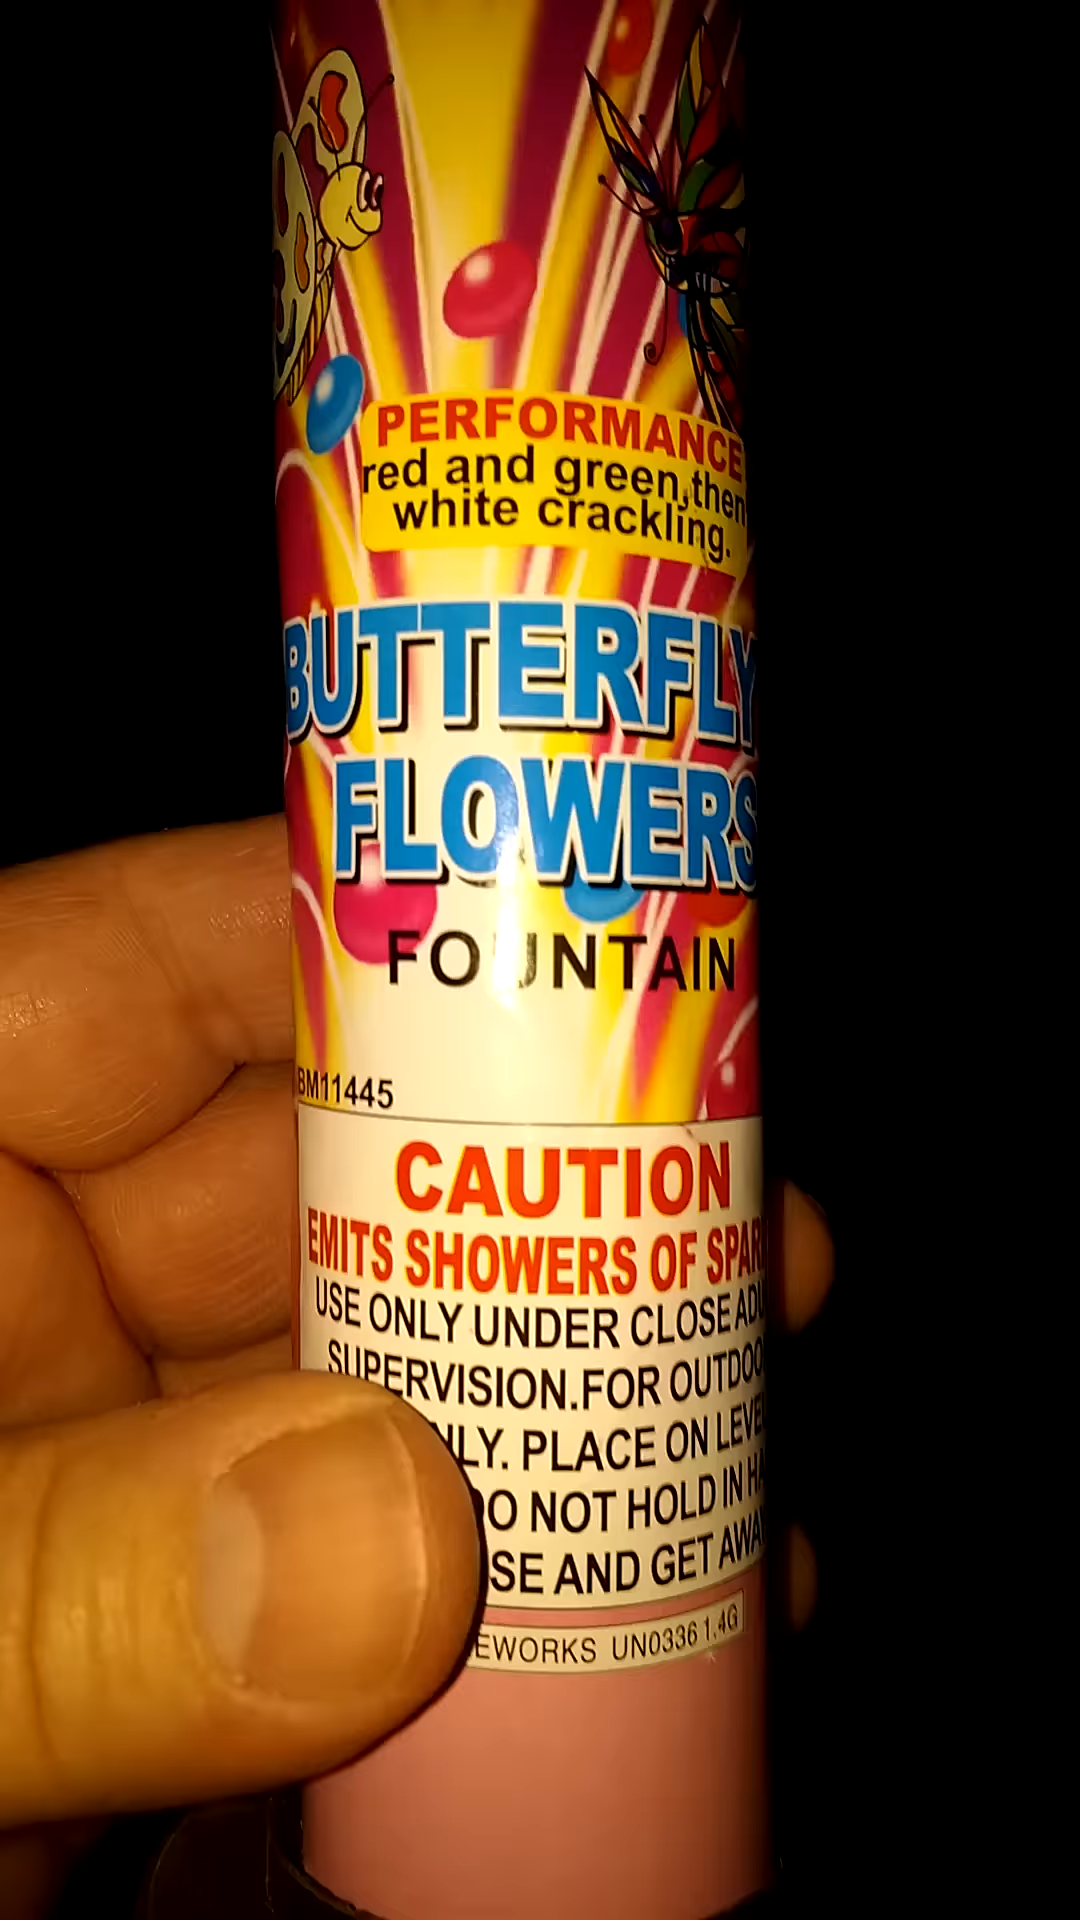 PERFORMANCE
red and green,then
white crackling.
BUTTERFLY
FLOWERS
FOUNTAIN
BM11445
CAUTION
EMITS SHOWERS OF
USE ONLY UNDER CLOSE
SUPERVISION.FOR
PLACE ON
DO NOT HOLD IN
AND GET
UN0336 1.4G